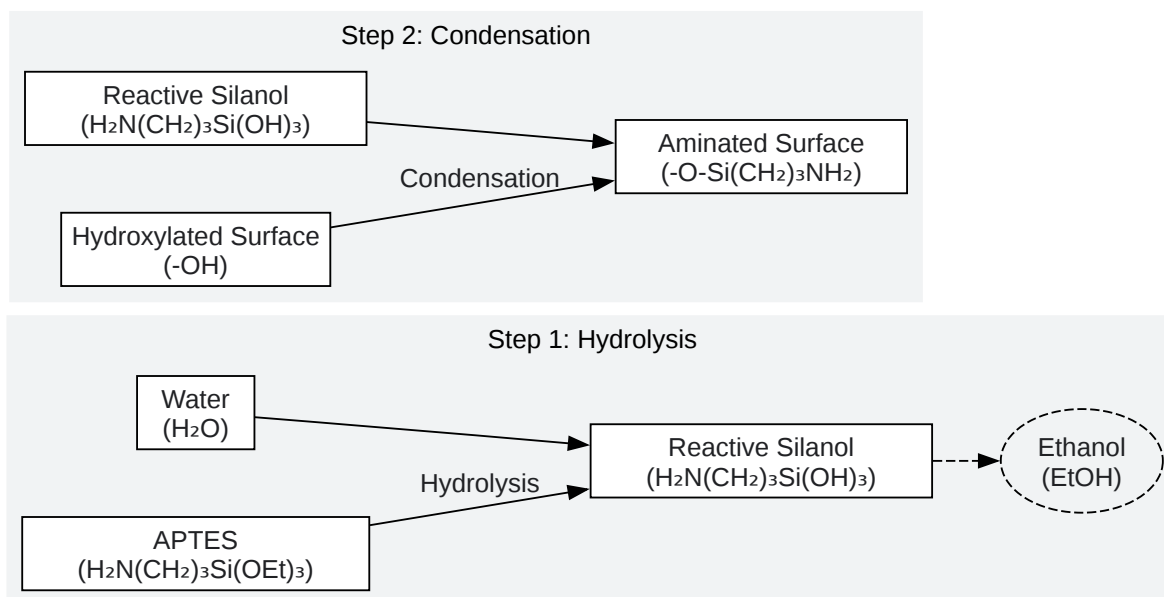 Step 2: Condensation
Reactive Silanol
(H₂N(CH₂)₃Si(OH)₃)
Aminated Surface
(-O-Si(CH₂)₃NH₂)
Condensation
Hydroxylated Surface
(-OH)
Step 1: Hydrolysis
Water
(H₂O)
Reactive Silanol
(H₂N(CH₂)₃Si(OH)₃)
Ethanol
(EtOH)
Hydrolysis
APTES
(H₂N(CH₂)₃Si(OEt)₃)